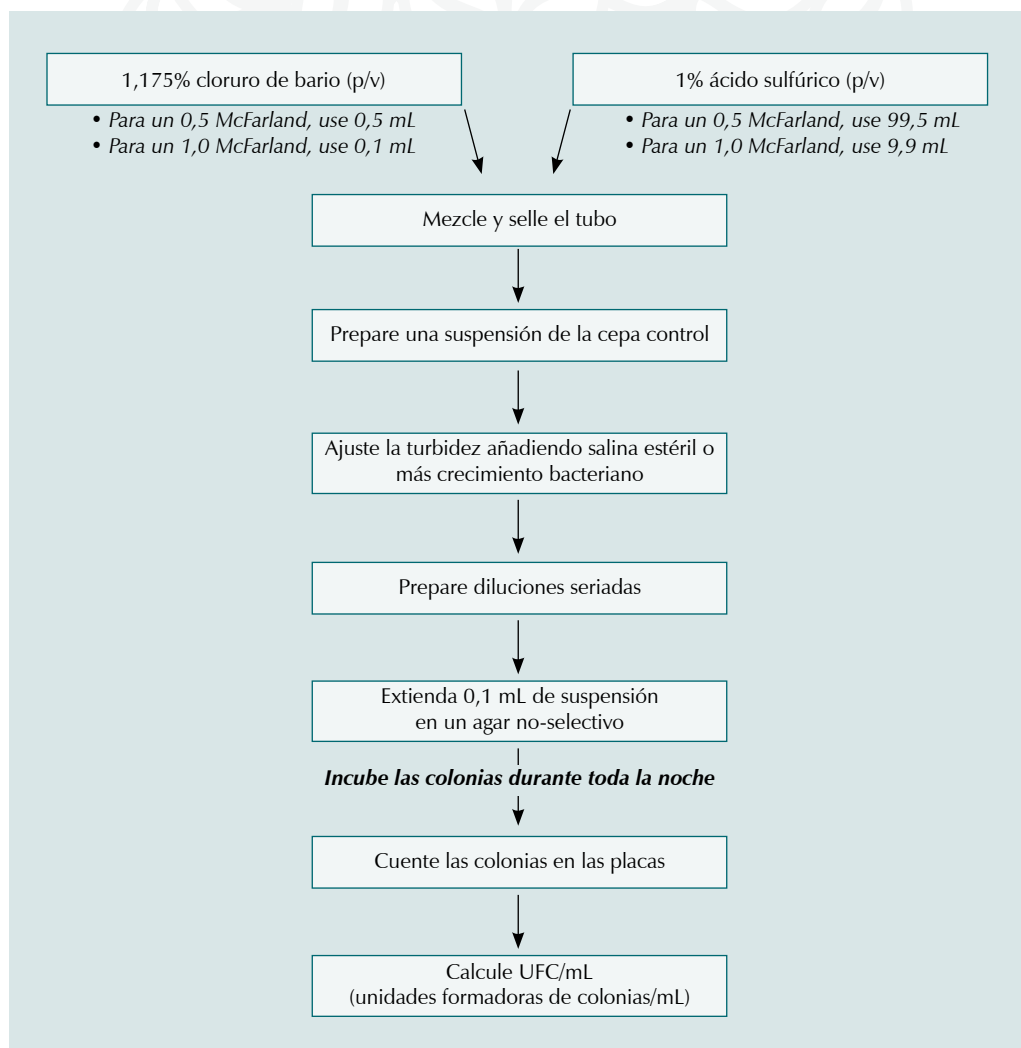 1,175% cloruro de bario (p/v)
• Para un 0,5 McFarland, use 0,5 mL
• Para un 1,0 McFarland, use 0,1 mL
1% ácido sulfúrico (p/v)
• Para un 0,5 McFarland, use 99,5 mL
• Para un 1,0 McFarland, use 9,9 mL
Mezcle y selle el tubo
Prepare una suspensión de la cepa control
Ajuste la turbidez añadiendo salina estéril o
más crecimiento bacteriano
Prepare diluciones seriadas
Extienda 0,1 mL de suspensión
en un agar no-selectivo
Incube las colonias durante toda la noche
Cuente las colonias en las placas
Calcule UFC/mL
(unidades formadoras de colonias/mL)